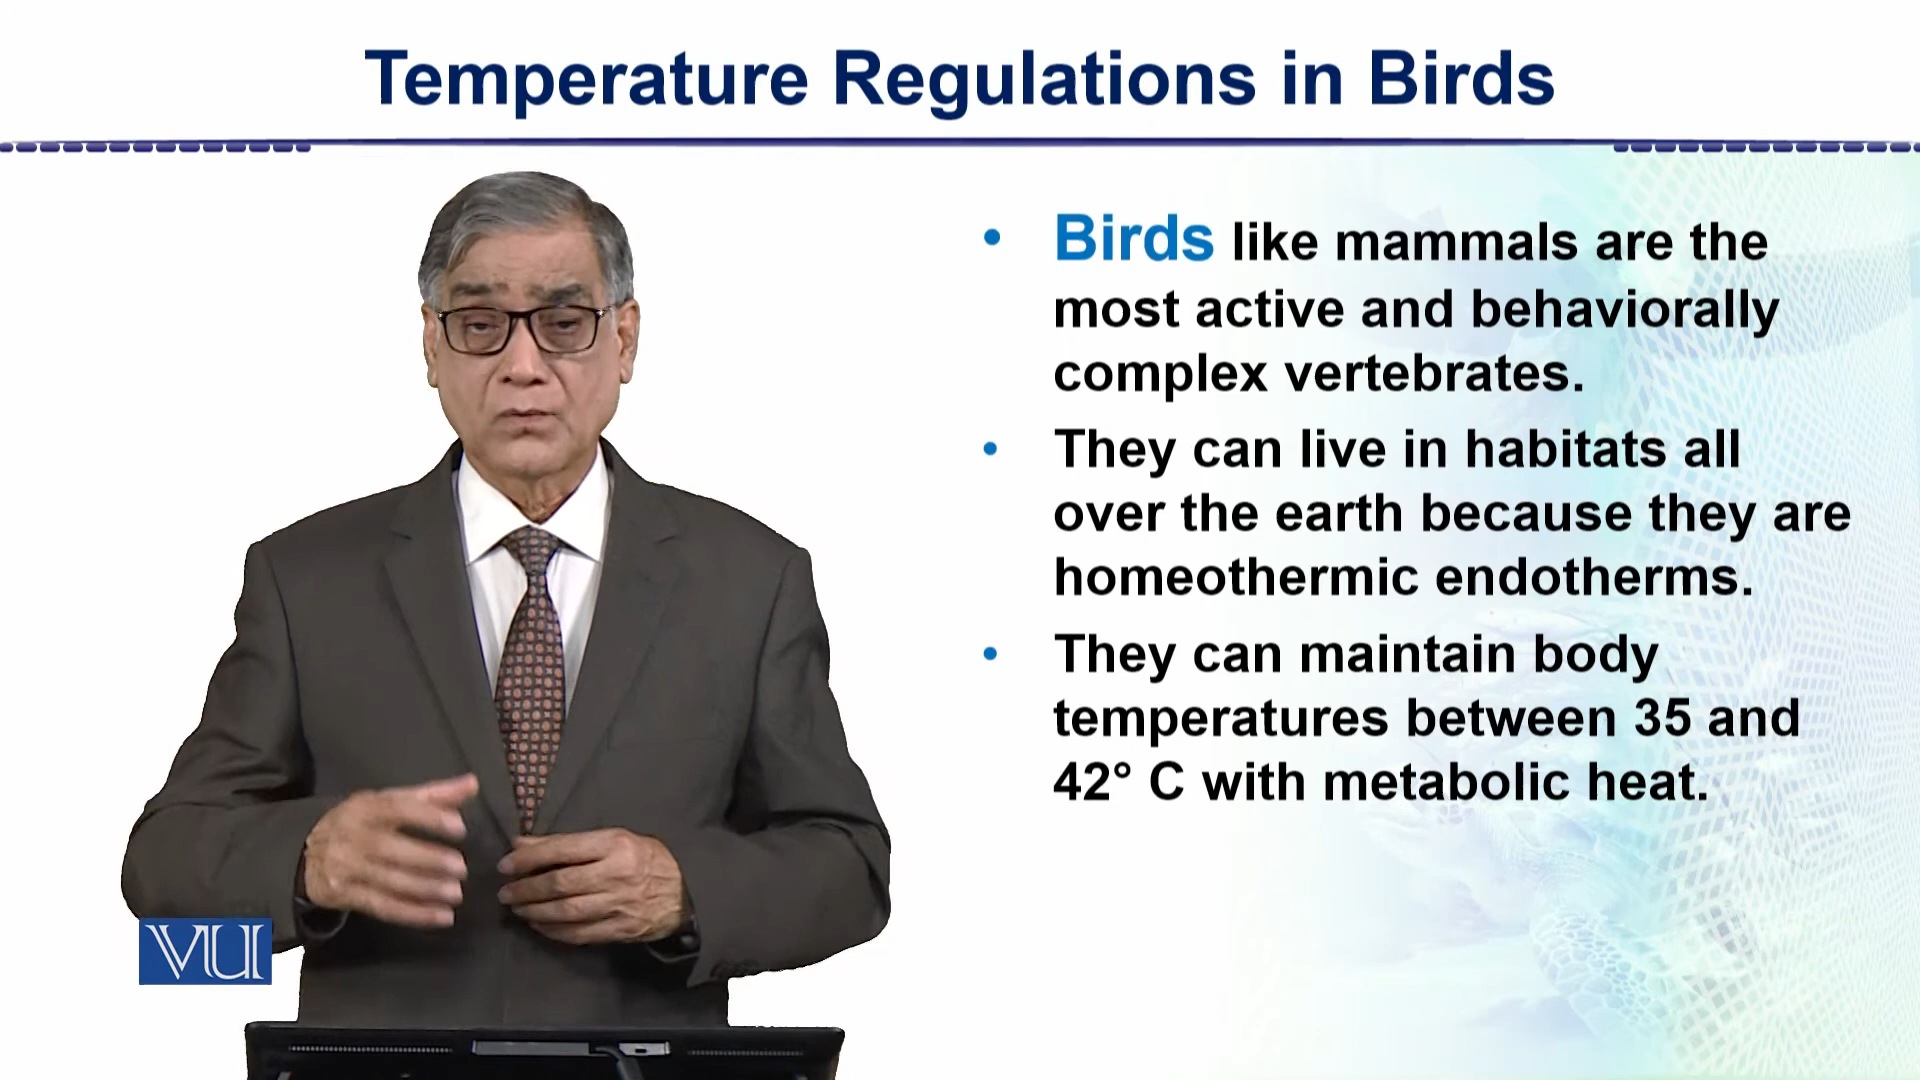 Temperature Regulations in Birds
• Birds like mammals are the
most active and behaviorally
complex vertebrates.
• They can live in habitats all
over the earth because they are
homeothermic endotherms.
• They can maintain body
temperatures between 35 and
42° C with metabolic heat.
VU